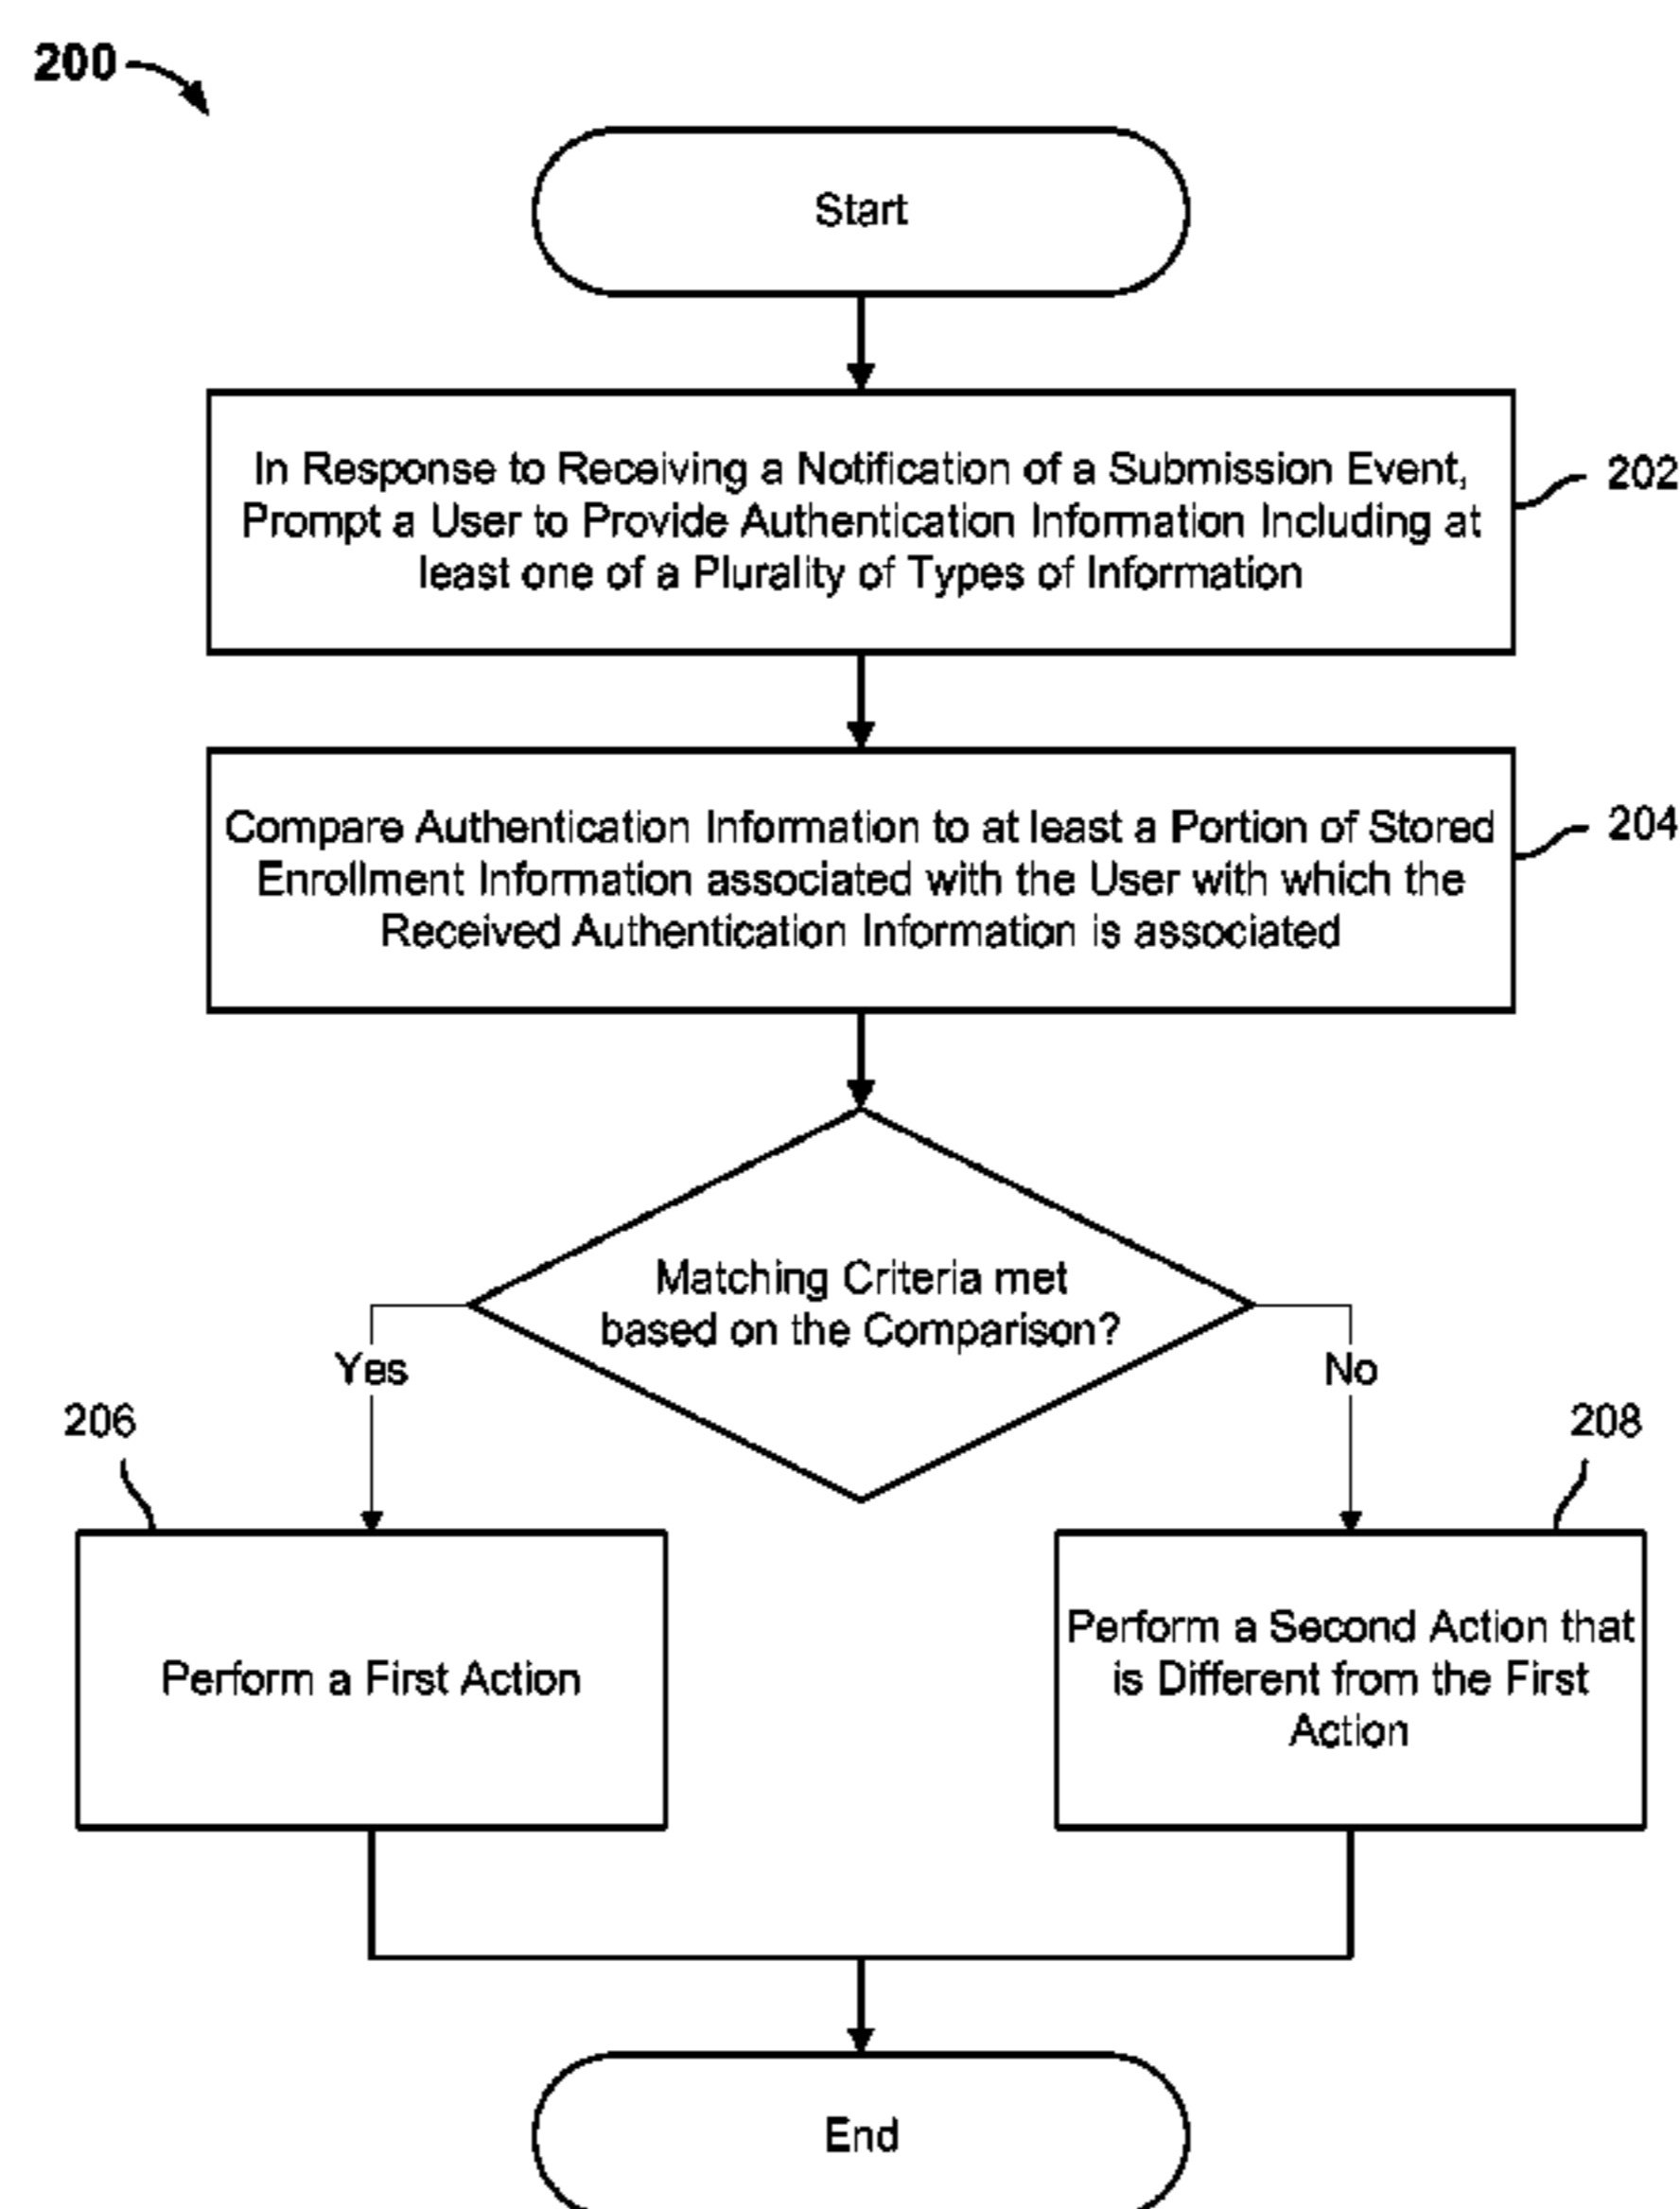 200
Start
In Response to Receiving a Notification of a Submission Event,
Prompt a User to Provide Authentication Information Including at
least one of a Plurality of Types of Information
202
Compare Authentication Information to at least a Portion of Stored
Enrollment Information associated with the User with which the
Received Authentication Information is associated
204
Matching Criteria met
based on the Comparison?
Yes
No
206
208
Perform a First Action
Perform a Second Action that
is Different from the First
Action
End